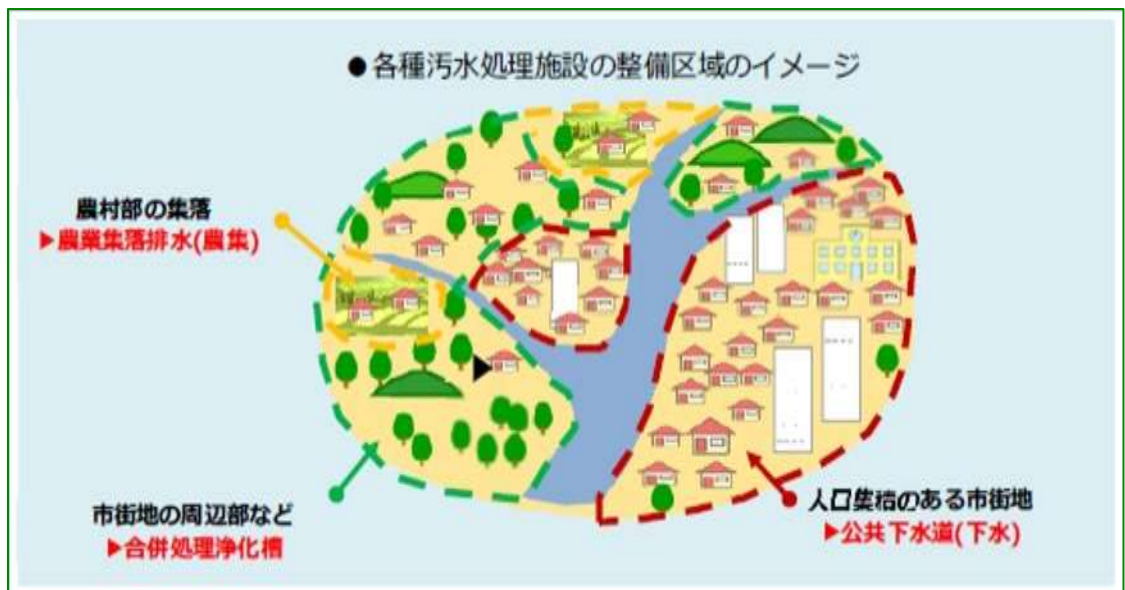 ●各種汚水処理施設の整備区域のイメージ
農村部の集落
▶農業集落排水(農集)
市街地の周辺部など
▶合併処理浄化槽
人口集積のある市街地
▶公共下水道(下水)